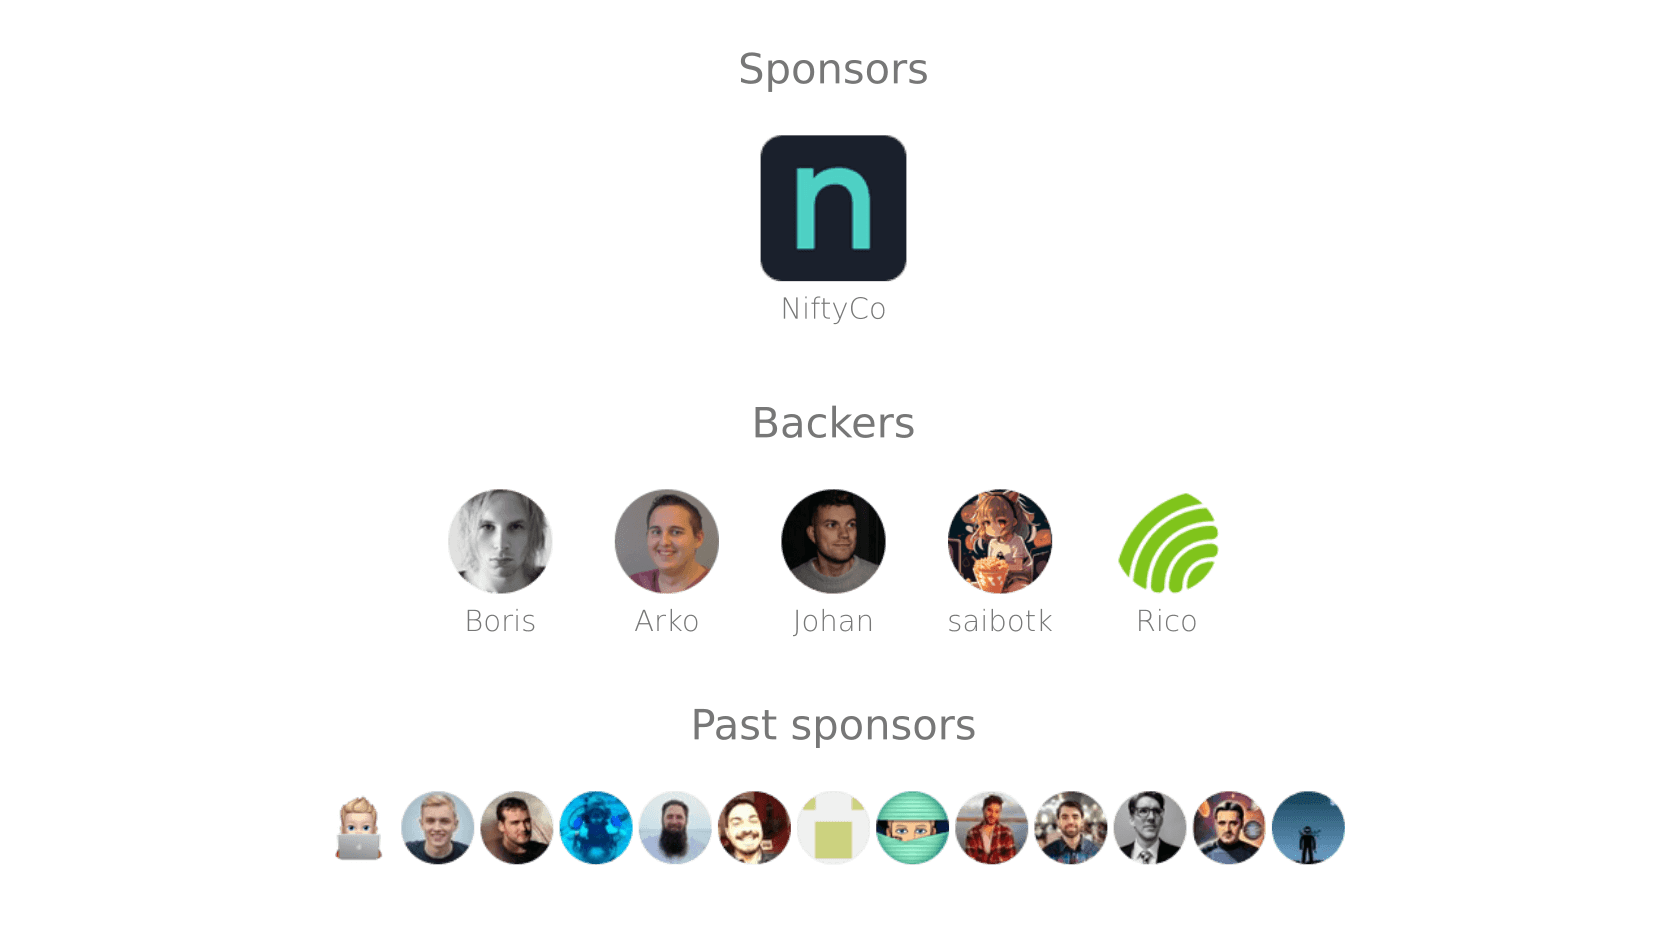 Sponsors
n
NiftyCo
Backers
Boris Arko Johan saibotk Rico
Past sponsors